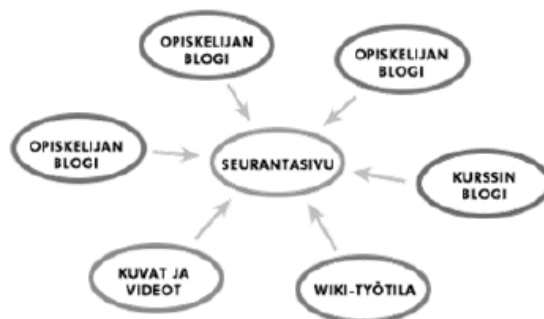 OPISKELIJAN
BLOGI
OPISKELIJAN
BLOGI
OPISKELIJAN
BLOGI
SEURANTASIVU
KURSSIN
BLOGI
KUVAT JA
VIDEOT
WIKI-TYÖTILA